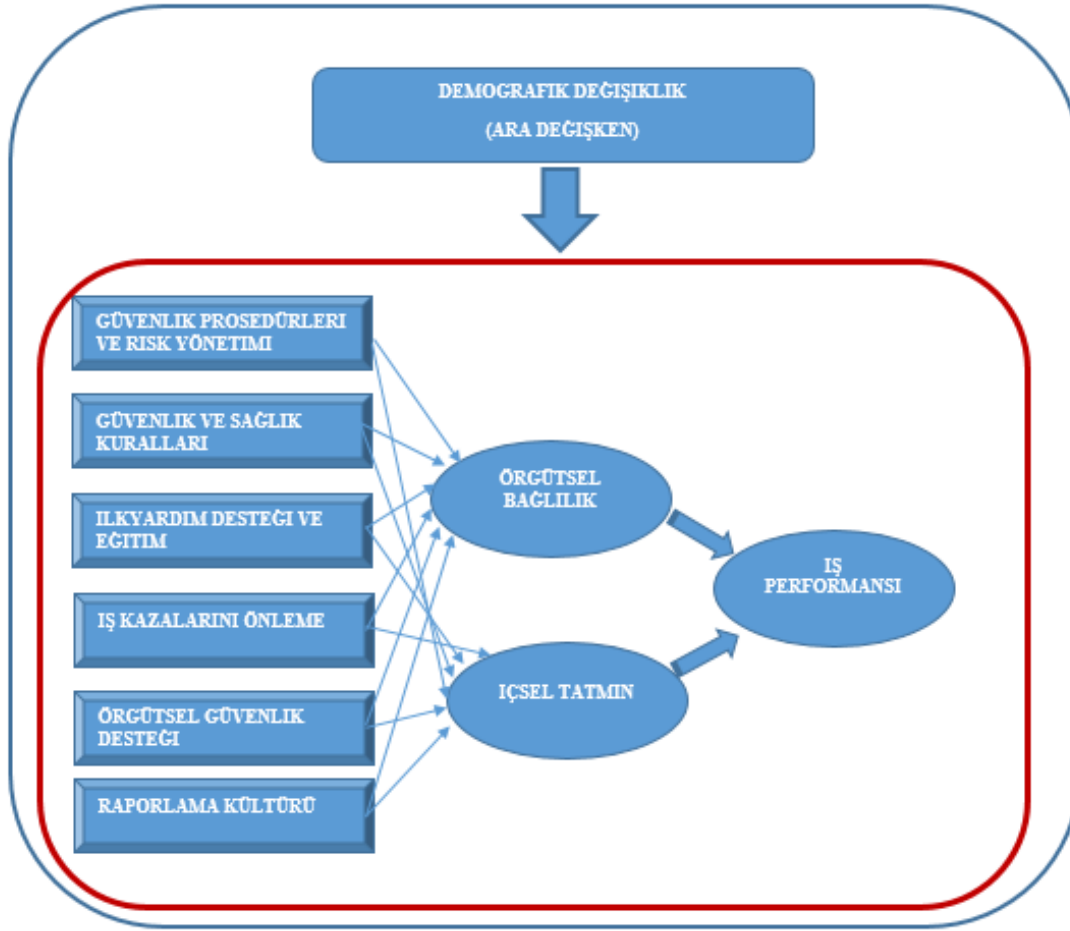 DEMOGRAFIK DEĞIŞIKLIK
(ARA DEĞIŞKEN)
GÜVENLIK PROSEDÜRLERI
VE RISK YÖNETIMI
GÜVENLIK VE SAĞLIK
KURALLARI
ILKYARDIM DESTEĞI VE
EĞITIM
IŞ KAZALARINI ÖNLEME
ÖRGÜTSEL GÜVENLIK
DESTEĞI
RAPORLAMA KÜLTÜRÜ
ÖRGÜTSEL
BAĞLILIK
IÇSEL TATMIN
IŞ
PERFORMANSI